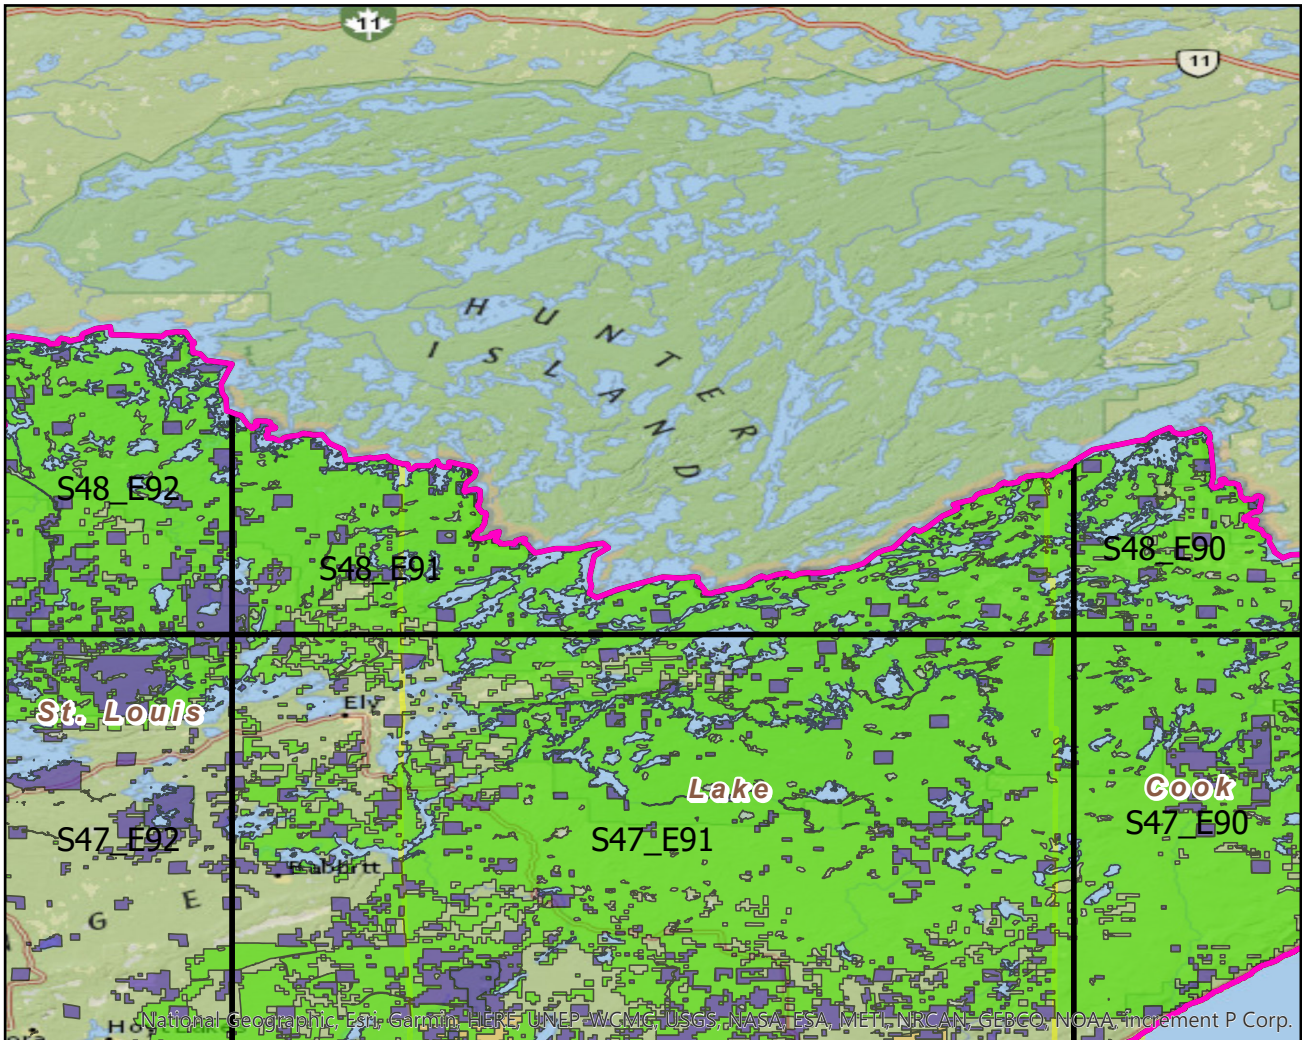 11
11
HUNTER
ISLAND
S48_E92
S48_E91
S48_E90
St. Louis
Ely
Lake
Cook
S47_E92
S47_E91
S47_E90
G E
National Geographic, Esri, Garmin, HERE, UNEP-WCMC, USGS, NASA, ESA, METI, NRCAN, GEBCO, NOAA, increment P Corp.